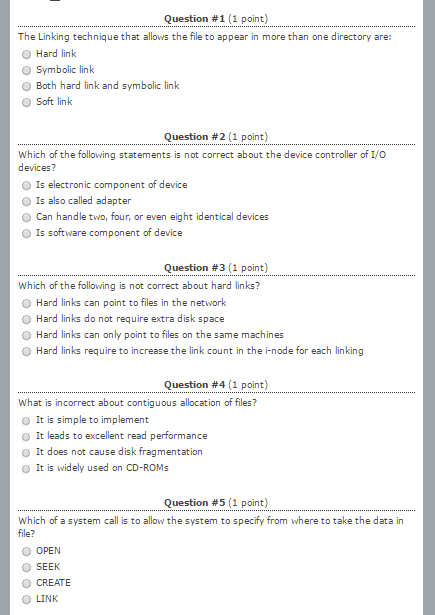 Question #1 (1 point)
The Linking technique that allows the file to appear in more than one directory are:
Hard link
Symbolic link
Both hard link and symbolic link
Soft link
Question #2 (1 point)
Which of the following statements is not correct about the device controller of I/O
devices?
Is electronic component of device
Is also called adapter
Can handle two, four, or even eight identical devices
Is software component of device
Question #3 (1 point)
Which of the following is not correct about hard links?
Hard links can point to files in the network
Hard links do not require extra disk space
Hard links can only point to files on the same machines
Hard links require to increase the link count in the i-node for each linking
Question #4 (1 point)
What is incorrect about contiguous allocation of files?
It is simple to implement
It leads to excellent read performance
It does not cause disk fragmentation
It is widely used on CD-ROMs
Question #5 (1 point)
Which of a system call is to allow the system to specify from where to take the data in
file?
OPEN
SEEK
CREATE
LINK